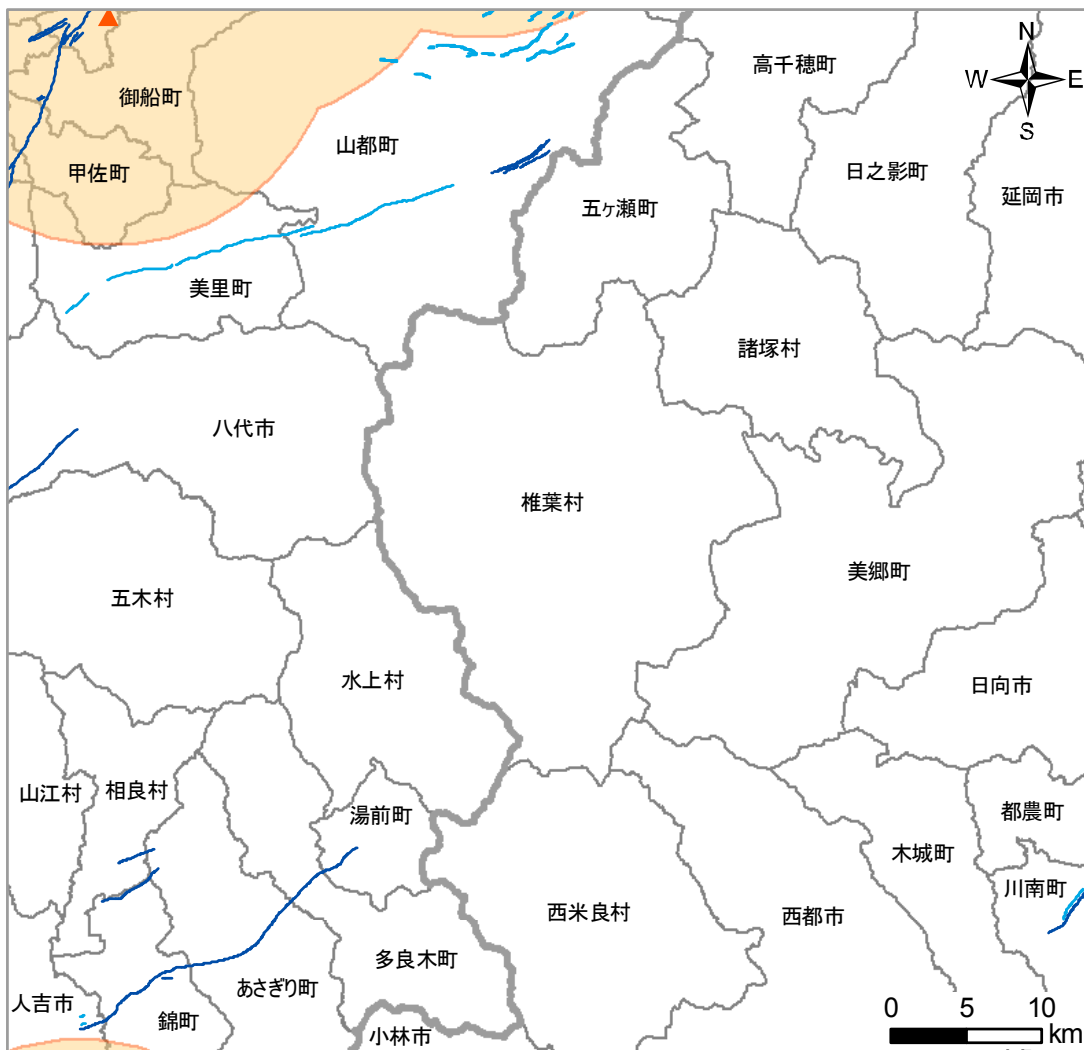 N
高千穂町
W
E
御船町
S
山都町
甲佐町
日之影町
延岡市
五ヶ瀬町
美里町
諸塚村
八代市
椎葉村
美郷町
五木村
水上村
日向市
山江村
相良村
湯前町
都農町
木城町
川南町
西米良村
西都市
多良木町
あさぎり町
人吉市
錦町
小林市
0 5 10
km